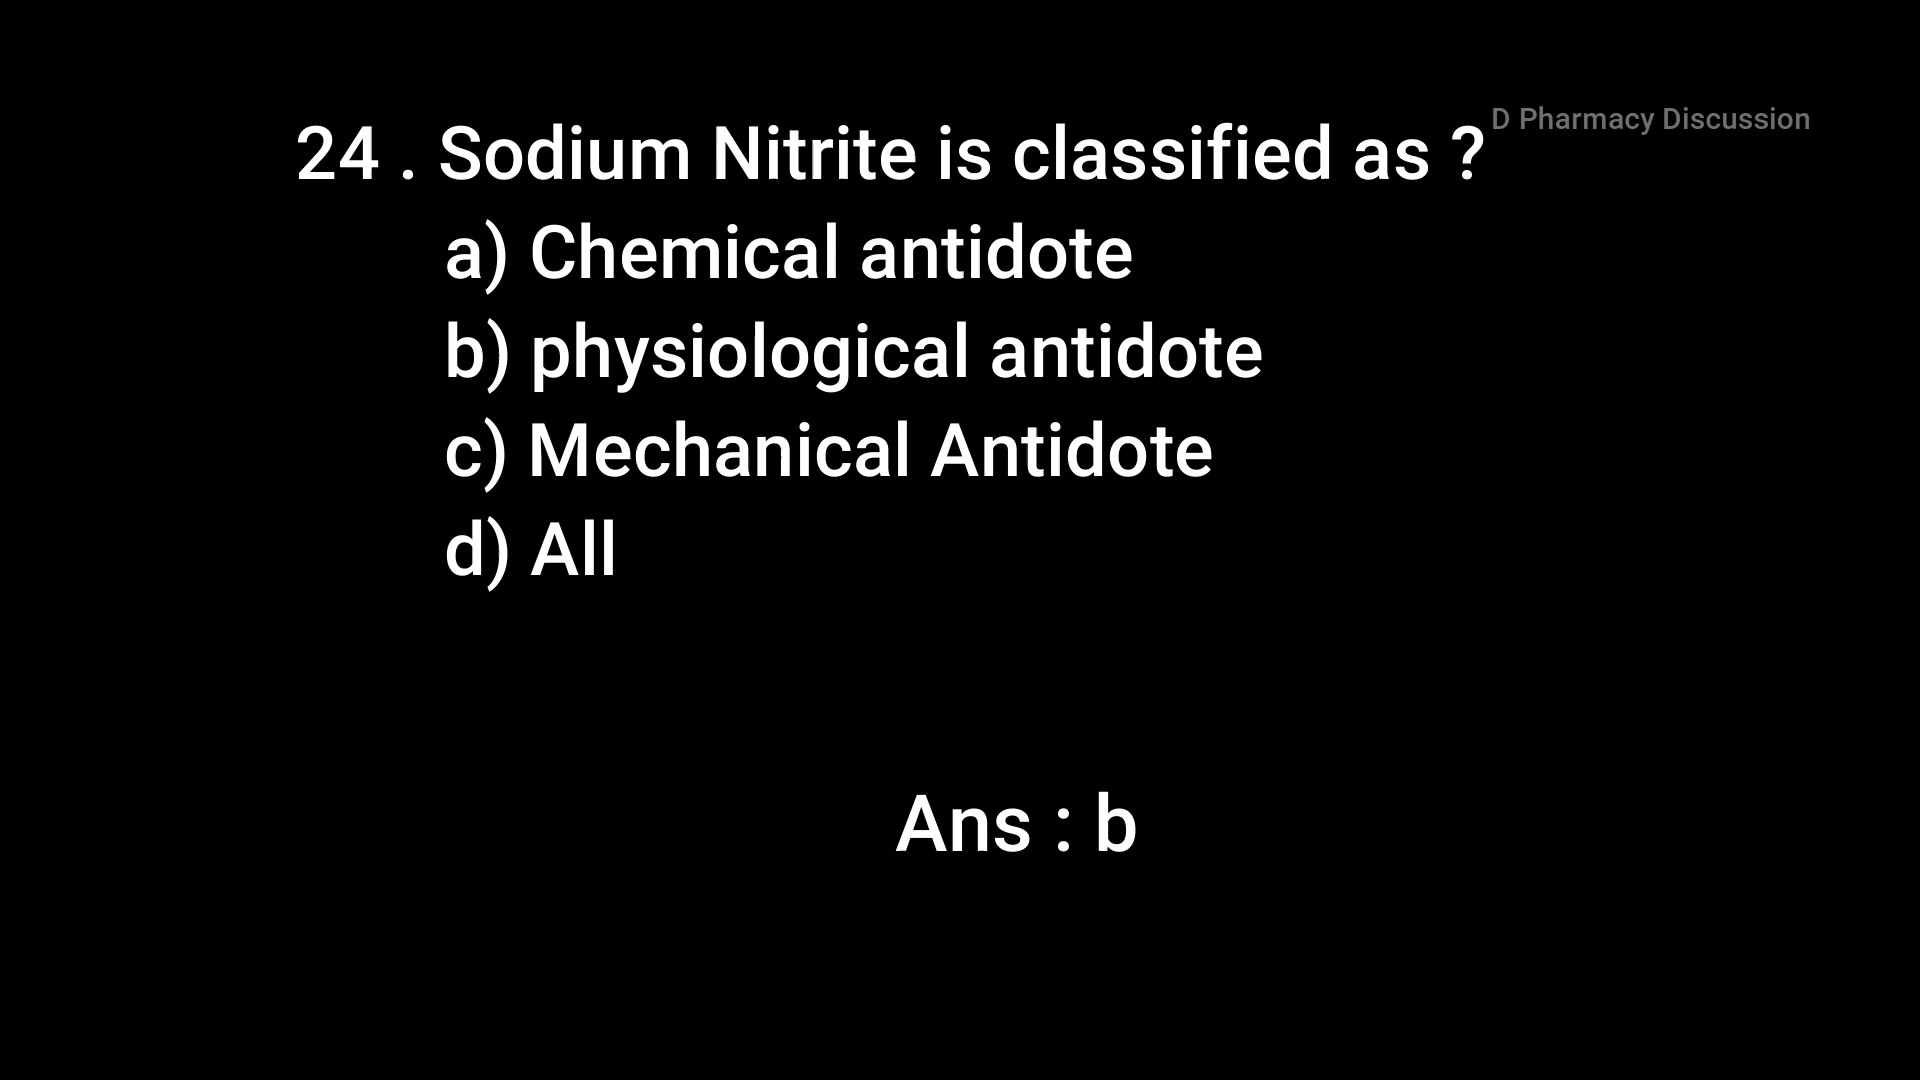 24 . Sodium Nitrite is classified as ?
D Pharmacy Discussion
a) Chemical antidote
b) physiological antidote
c) Mechanical Antidote
d) All
Ans : b